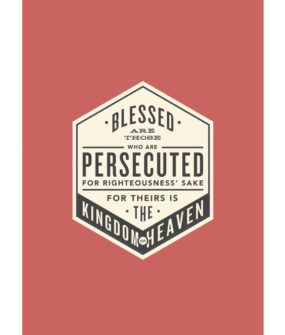 • BLESSED •
ARE
THOSE
WHO ARE
PERSECUTED
FOR RIGHTEOUSNESS' SAKE
FOR THEIRS IS
• THE •
KINGDOM OF HEAVEN